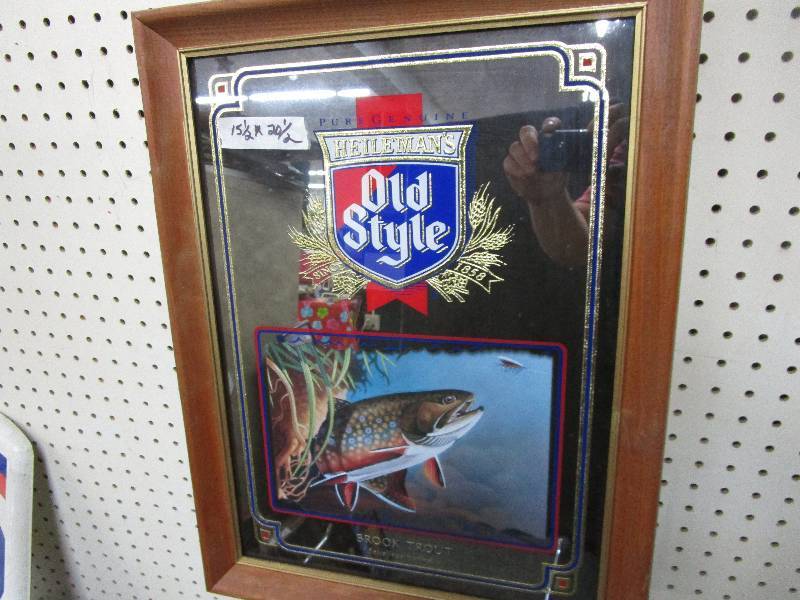 15½ x 20½
PURE GENUINE
HEILEMAN'S
Old
Style
SINCE 1858
BROOK TROUT